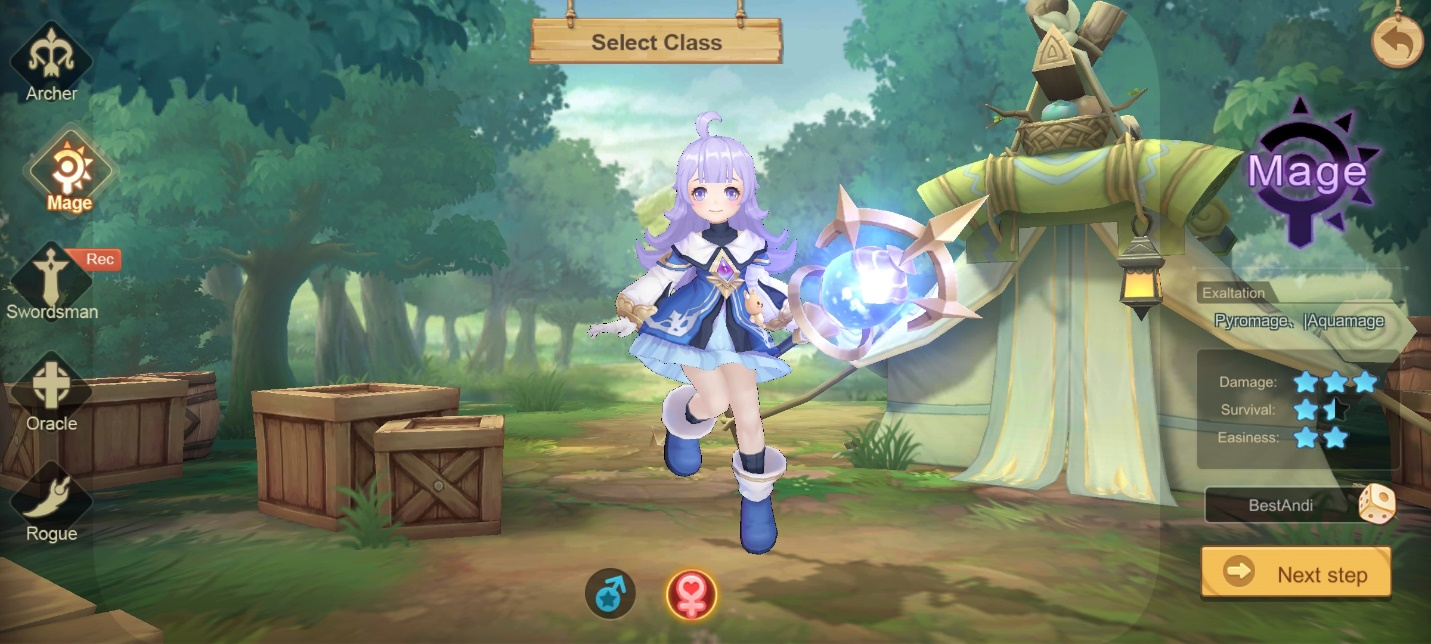 Select Class
Archer
Mage
Rec
Swordsman
Oracle
Rogue
Mage
Exaltation
Pyromage、|Aquamage
Damage:
Survival:
Easiness:
BestAndi
Next step